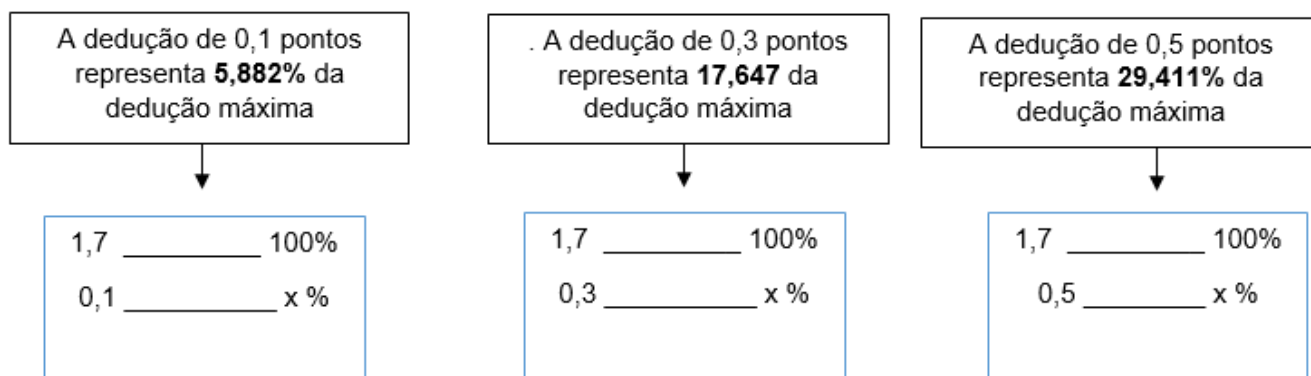 A dedução de 0,1 pontos
representa 5,882% da
dedução máxima
. A dedução de 0,3 pontos
representa 17,647 da
dedução máxima
A dedução de 0,5 pontos
representa 29,411% da
dedução máxima
1,7 __________ 100%
0,1 ___________ x %
1,7 __________ 100%
0,3 ___________ x %
1,7 __________ 100%
0,5 _________ x %